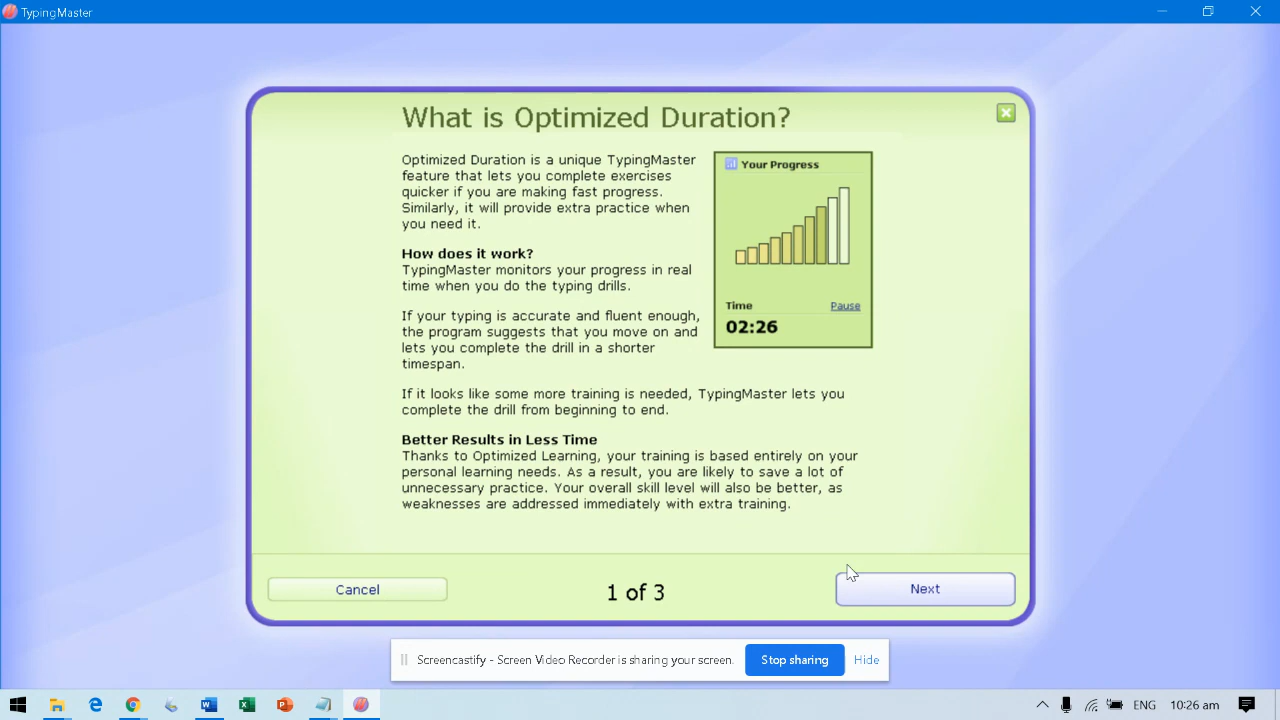 TypingMaster
What is Optimized Duration?
Optimized Duration is a unique TypingMaster
feature that lets you complete exercises
quicker if you are making fast progress.
Similarly, it will provide extra practice when
you need it.
How does it work?
TypingMaster monitors your progress in real
time when you do the typing drills.
If your typing is accurate and fluent enough,
the program suggests that you move on and
lets you complete the drill in a shorter
timespan.
Your Progress
Time Pause
02:26
If it looks like some more training is needed, TypingMaster lets you
complete the drill from beginning to end.
Better Results in Less Time
Thanks to Optimized Learning, your training is based entirely on your
personal learning needs. As a result, you are likely to save a lot of
unnecessary practice. Your overall skill level will also be better, as
weaknesses are addressed immediately with extra training.
Cancel 1 of 3 Next
Screencastify - Screen Video Recorder is sharing your screen. Stop sharing Hide
ENG 10:26 am